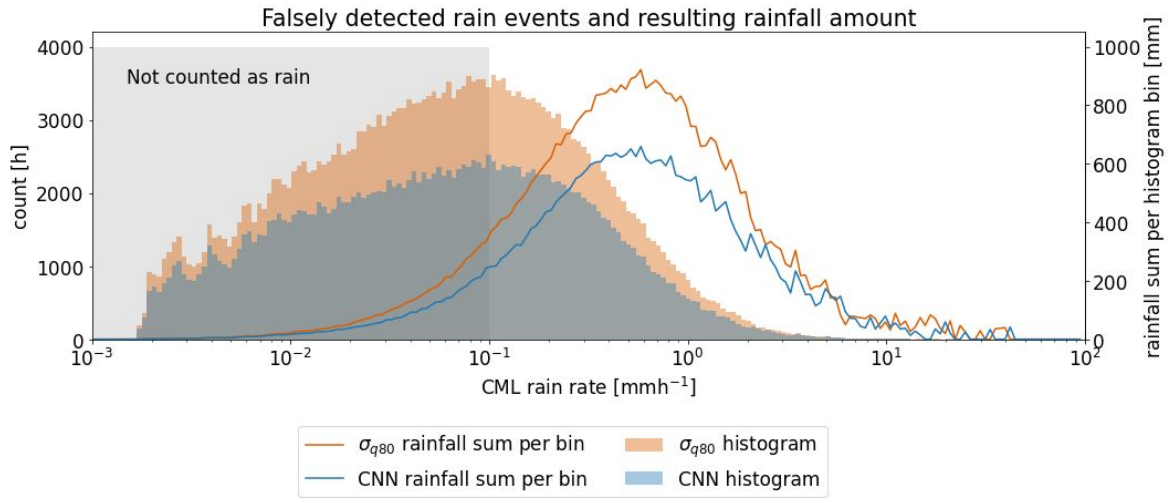 Falsely detected rain events and resulting rainfall amount
Not counted as rain
count [h]
4000
3000
2000
1000
0
rainfall sum per histogram bin [mm]
1000
800
600
400
200
0
10⁻³ 10⁻² 10⁻¹ 10⁰ 10¹ 10²
CML rain rate [mmh⁻¹]
σq80 rainfall sum per bin
CNN rainfall sum per bin
σq80 histogram
CNN histogram